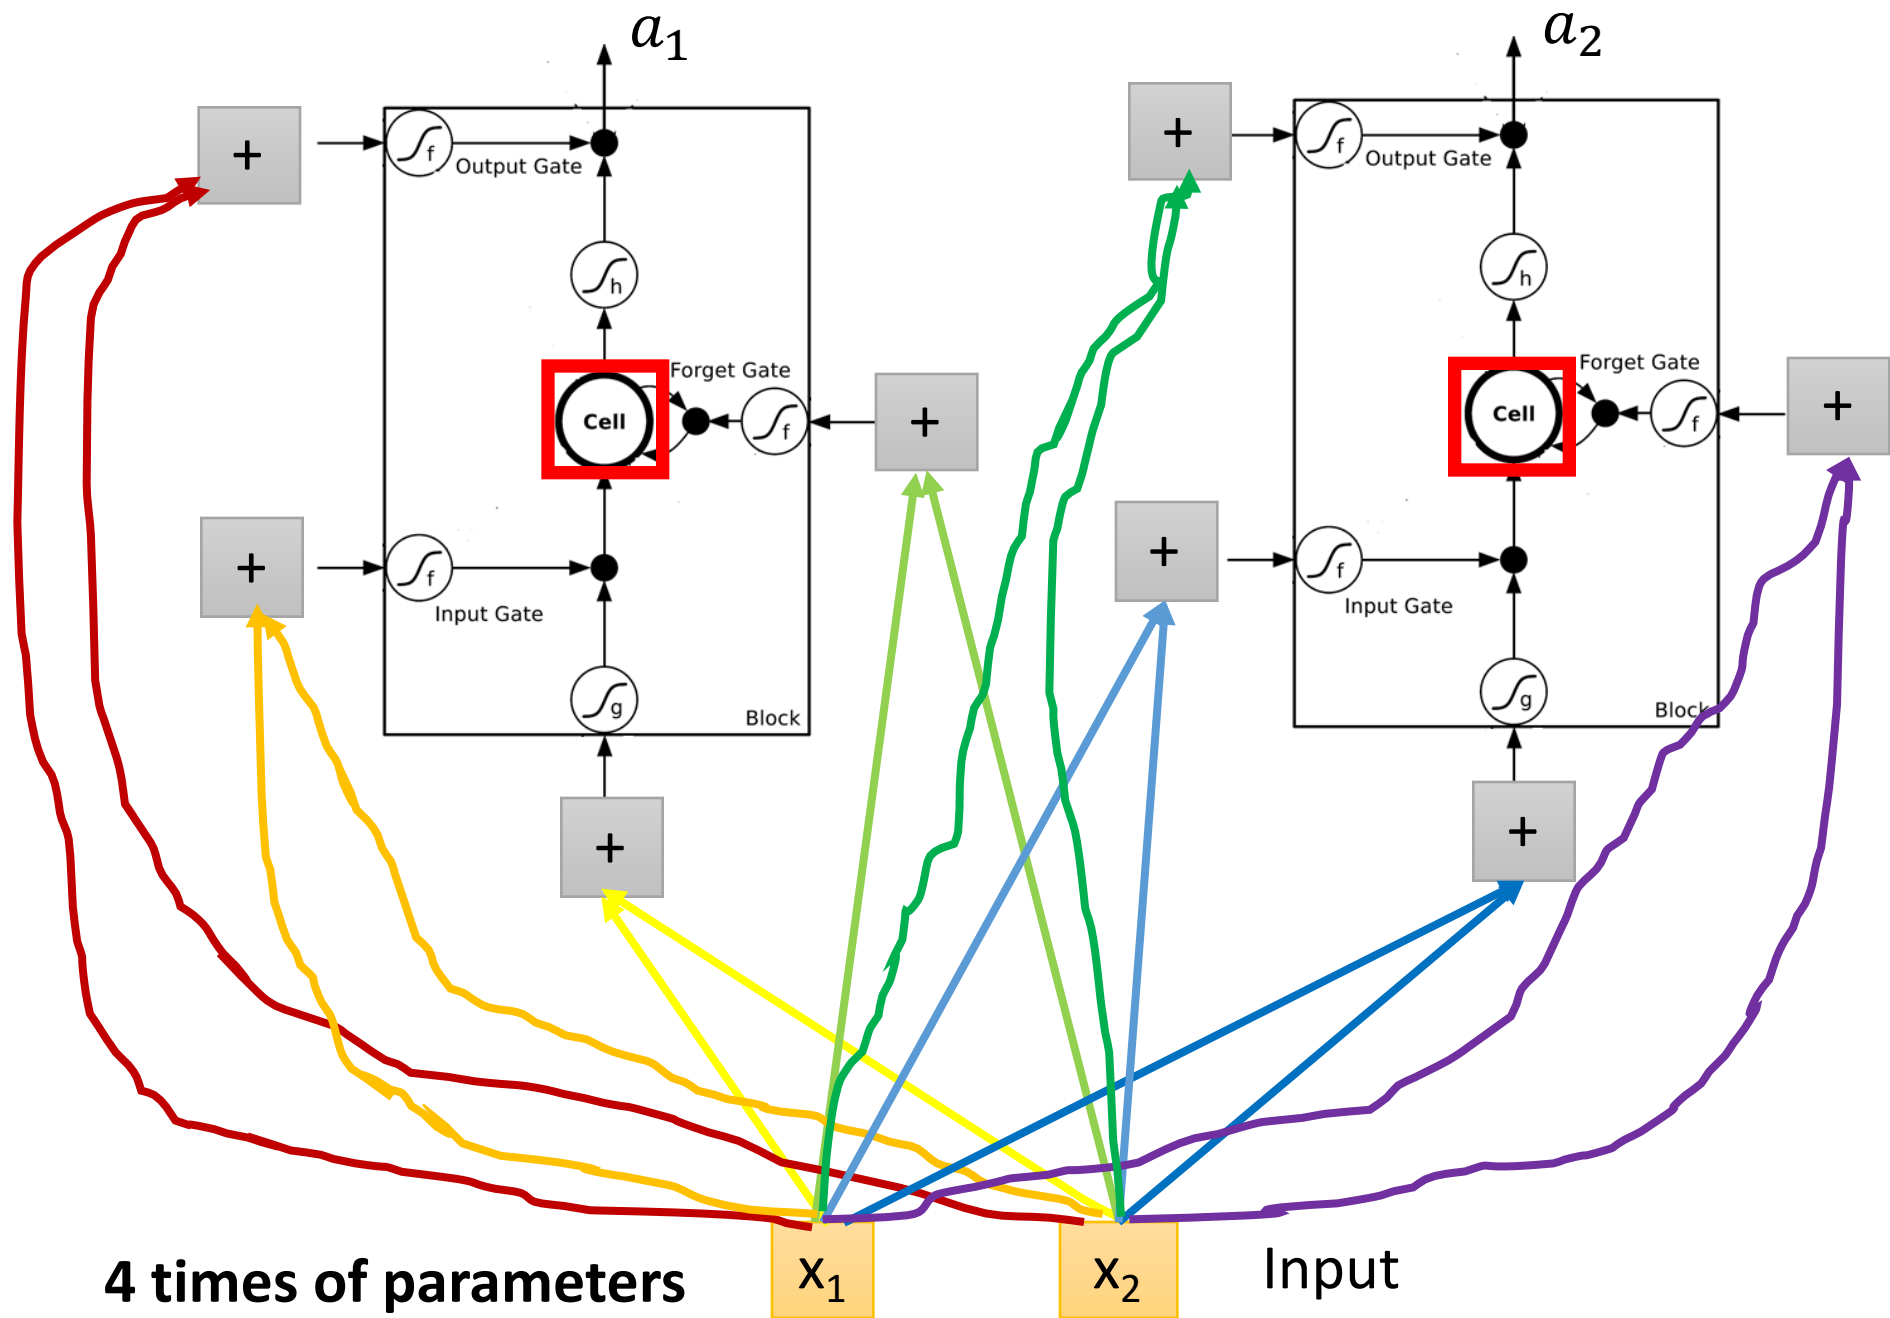 a₁
a₂
+
+
f
Output Gate
f
Output Gate
h
h
Forget Gate
Forget Gate
Cell
f
+
Cell
f
+
+
f
Input Gate
+
f
Input Gate
g
Block
g
Block
+
+
4 times of parameters
x₁
x₂
Input